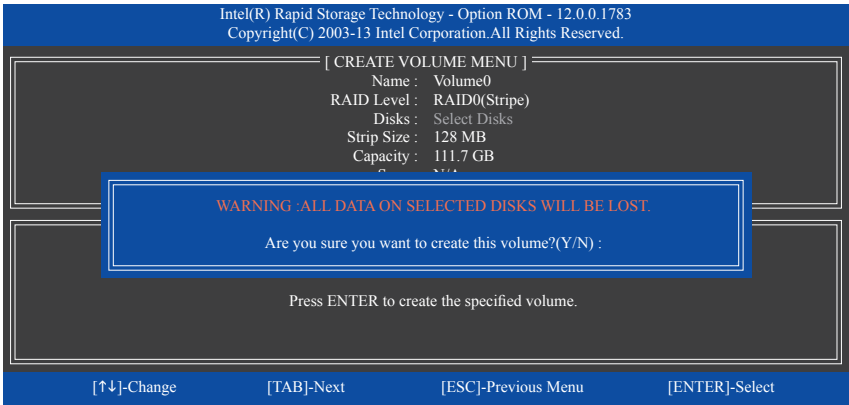 Intel(R) Rapid Storage Technology - Option ROM - 12.0.0.1783
Copyright(C) 2003-13 Intel Corporation.All Rights Reserved.
[ CREATE VOLUME MENU ]
Name : Volume0
RAID Level : RAID0(Stripe)
Disks : Select Disks
Strip Size : 128 MB
Capacity : 111.7 GB
WARNING :ALL DATA ON SELECTED DISKS WILL BE LOST.
Are you sure you want to create this volume?(Y/N) :
Press ENTER to create the specified volume.
[↑↓]-Change [TAB]-Next [ESC]-Previous Menu [ENTER]-Select